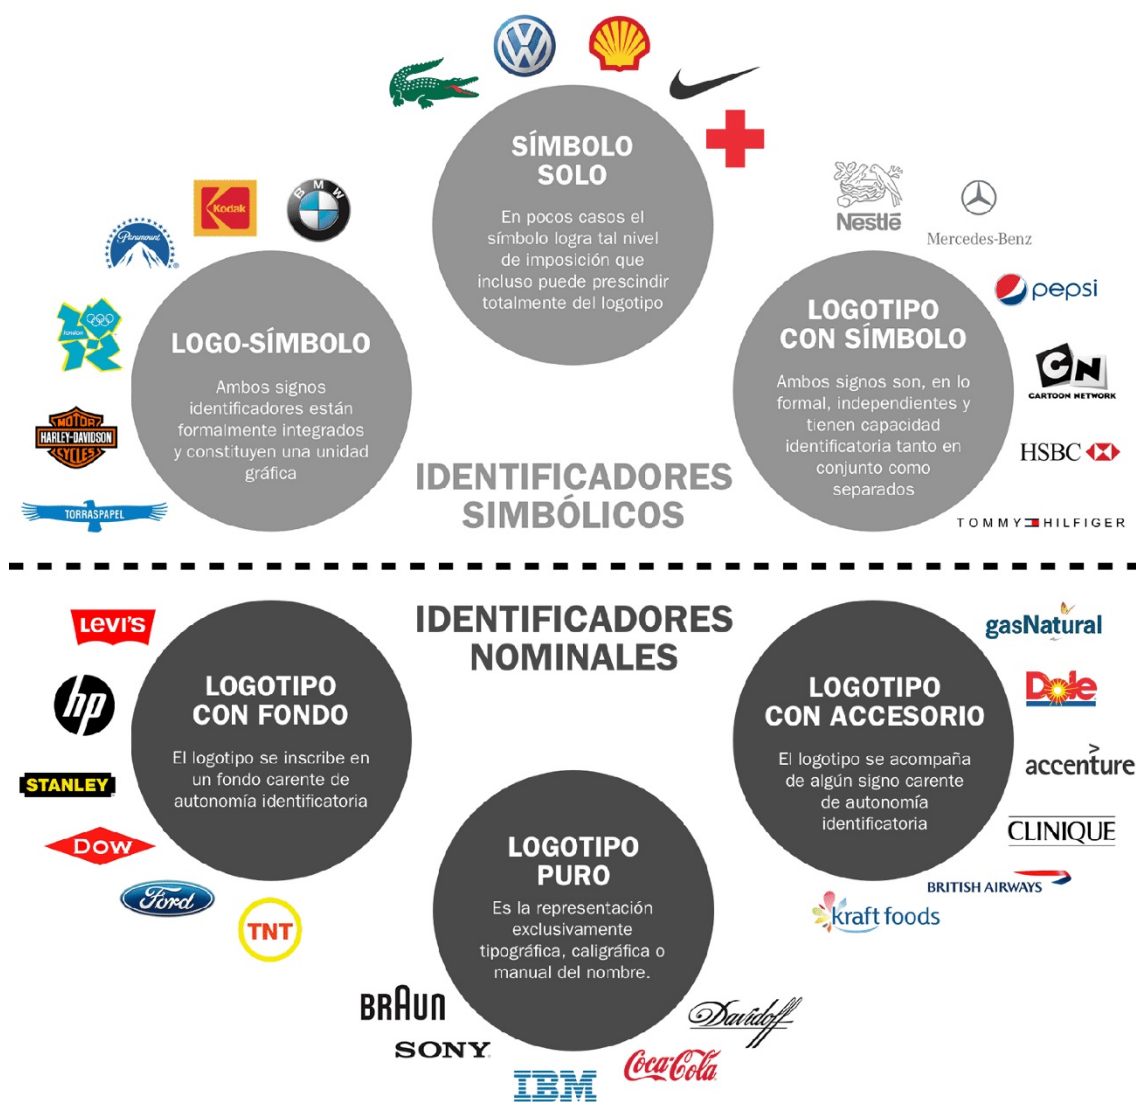 SÍMBOLO
SOLO
En pocos casos el
símbolo logra tal nivel
de imposición que
incluso puede prescindir
totalmente del logotipo
VW
Kodak
BMW
Paramount
london
LOGO-SÍMBOLO
Ambos signos
identificadores están
formalmente integrados
y constituyen una unidad
gráfica
MOTOR
HARLEY-DAVIDSON
CYCLES
TORRASPAPEL
Nestlé
Mercedes-Benz
pepsi
LOGOTIPO
CON SÍMBOLO
Ambos signos son, en lo
formal, independientes y
tienen capacidad
identificatoria tanto en
conjunto como
separados
CN
CARTOON NETWORK
HSBC
TOMMY HILFIGER
IDENTIFICADORES
SIMBÓLICOS
IDENTIFICADORES
NOMINALES
LEVI'S
hp
STANLEY
DOW
Ford
TNT
LOGOTIPO
CON FONDO
El logotipo se inscribe en
un fondo carente de
autonomía identificatoria
LOGOTIPO
PURO
Es la representación
exclusivamente
tipográfica, caligráfica o
manual del nombre.
BRAUN
SONY
IBM
Coca-Cola
Davidoff
LOGOTIPO
CON ACCESORIO
El logotipo se acompaña
de algún signo carente
de autonomía
identificatoria
gasNatural
Dole
accenture
CLINIQUE
BRITISH AIRWAYS
kraft foods